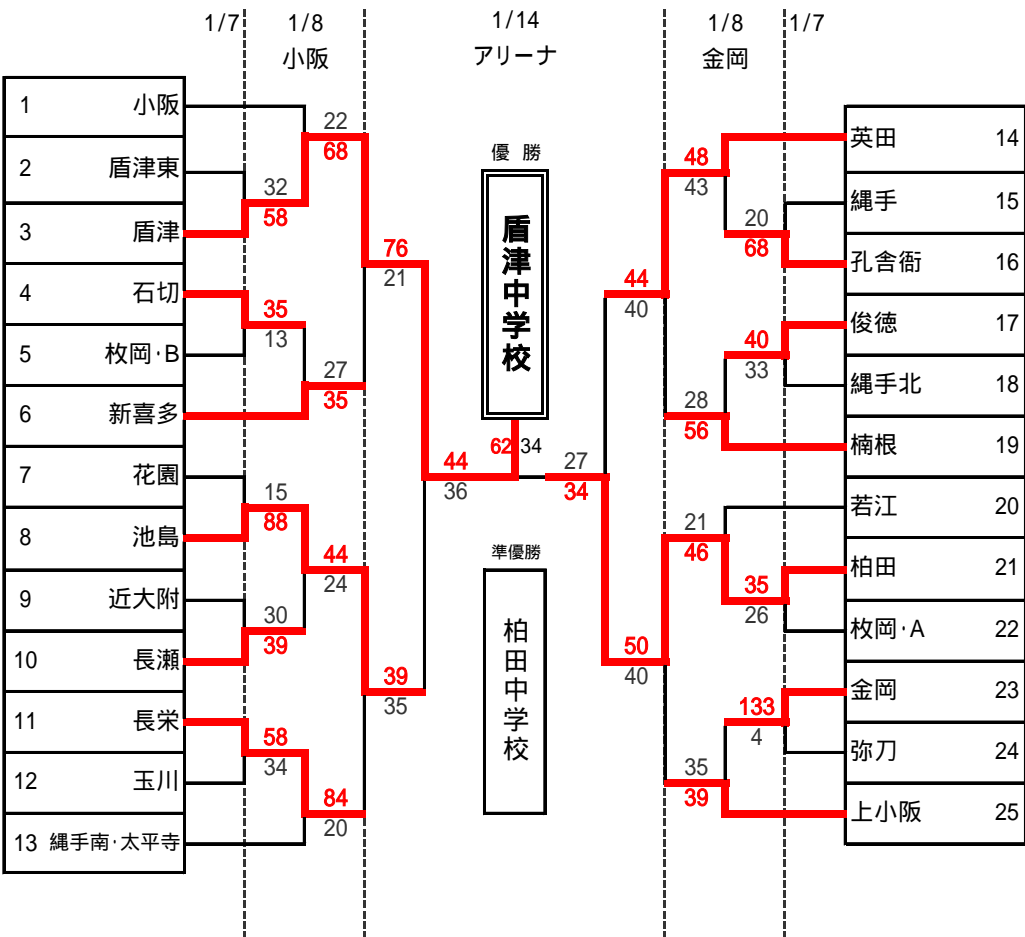 1/7
1/8
小阪
1/14
アリーナ
1/8
金岡
1/7
1 小阪
2 盾津東
3 盾津
4 石切
5 枚岡・B
6 新喜多
7 花園
8 池島
9 近大附
10 長瀬
11 長栄
12 玉川
13 縄手南・太平寺
32
58
35
13
15
88
30
39
58
34
22
68
27
35
44
24
84
20
76
21
39
35
44
36
優勝
盾津中学校
62 34
準優勝
柏田中学校
27
34
44
40
50
40
48
43
28
56
21
46
35
39
20
68
40
33
35
26
133
4
英田 14
縄手 15
孔舎衙 16
俊徳 17
縄手北 18
楠根 19
若江 20
柏田 21
枚岡・A 22
金岡 23
弥刀 24
上小阪 25